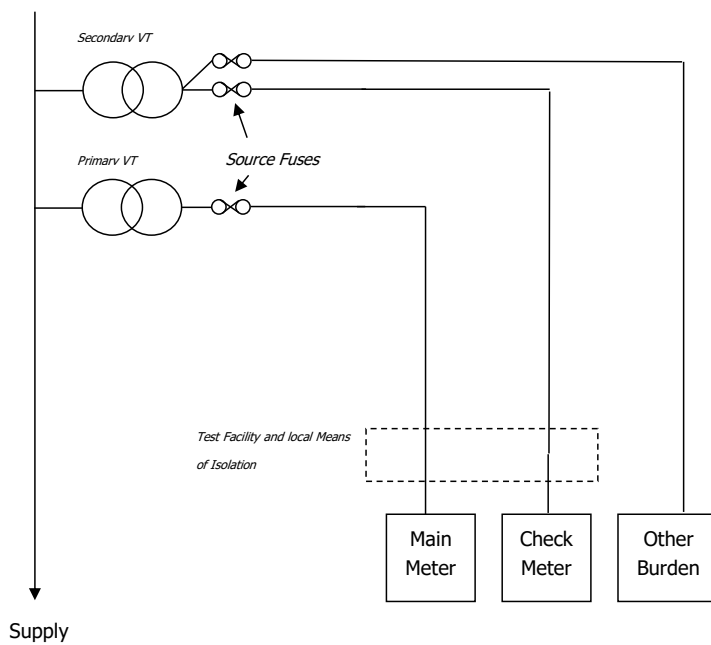 Secondary VT
Source Fuses
Primary VT
Test Facility and local Means
of Isolation
Main
Meter
Check
Meter
Other
Burden
Supply